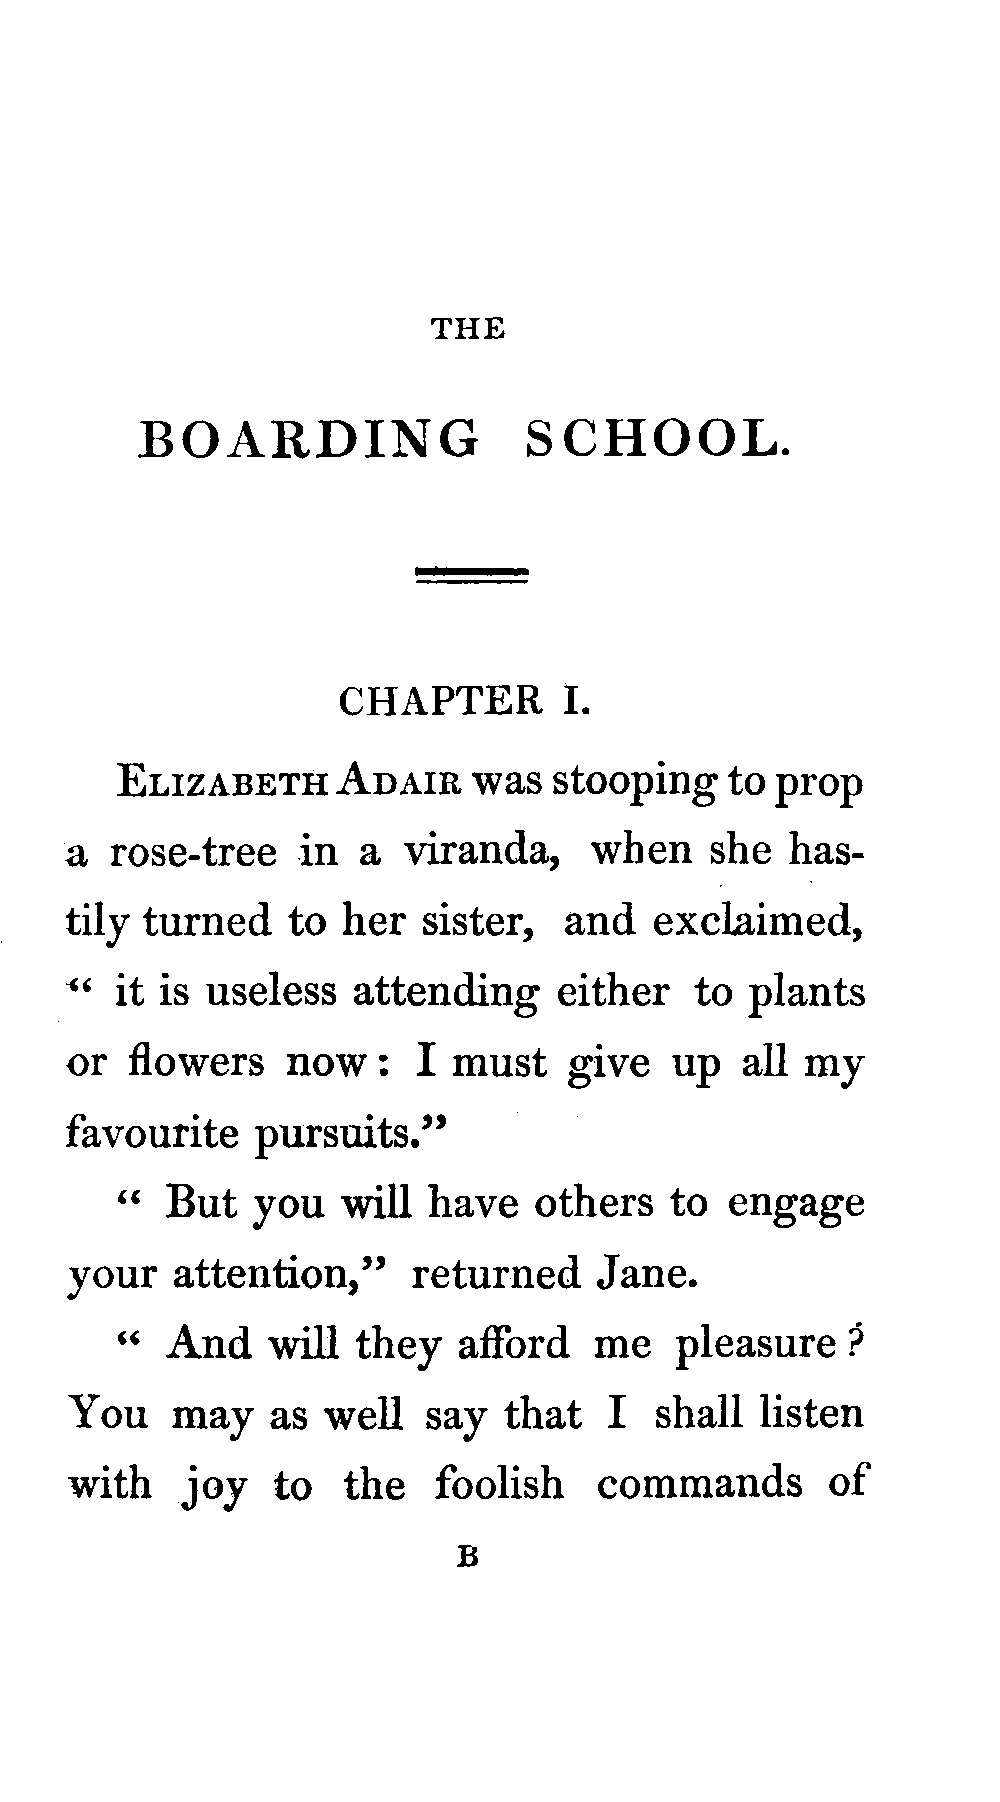 THE
BOARDING SCHOOL.
CHAPTER I.
ELIZABETH ADAIR was stooping to prop
a rose-tree in a viranda, when she has-
tily turned to her sister, and exclaimed,
“ it is useless attending either to plants
or flowers now : I must give up all my
favourite pursuits.”
“ But you will have others to engage
your attention,” returned Jane.
“ And will they afford me pleasure ?
You may as well say that I shall listen
with joy to the foolish commands of
B